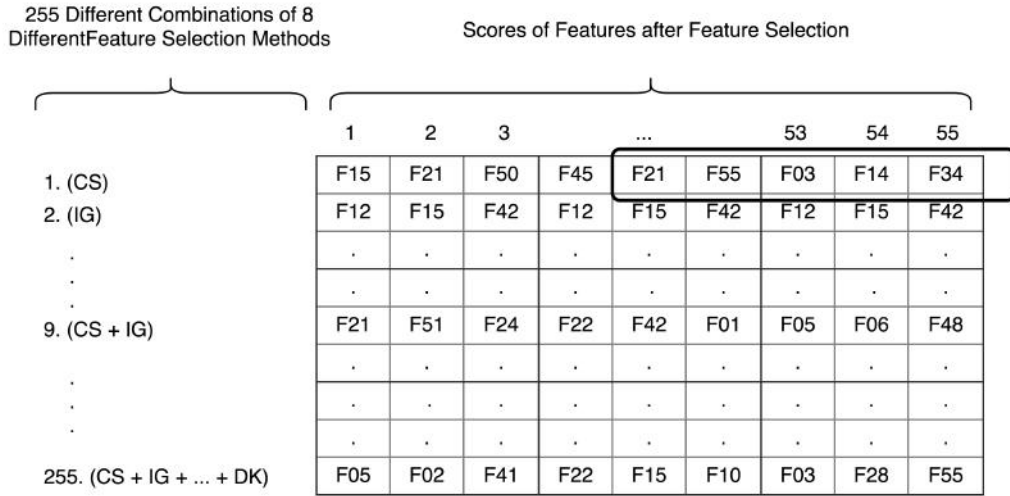 255 Different Combinations of 8
DifferentFeature Selection Methods
Scores of Features after Feature Selection
1 2 3 ... 53 54 55
1. (CS) F15 F21 F50 F45 F21 F55 F03 F14 F34
2. (IG) F12 F15 F42 F12 F15 F42 F12 F15 F42
. . . . . . . . . .
. . . . . . . . . .
.
9. (CS + IG) F21 F51 F24 F22 F42 F01 F05 F06 F48
. . . . . . . . . .
. . . . . . . . . .
. . . . . . . . . .
255. (CS + IG + ... + DK) F05 F02 F41 F22 F15 F10 F03 F28 F55